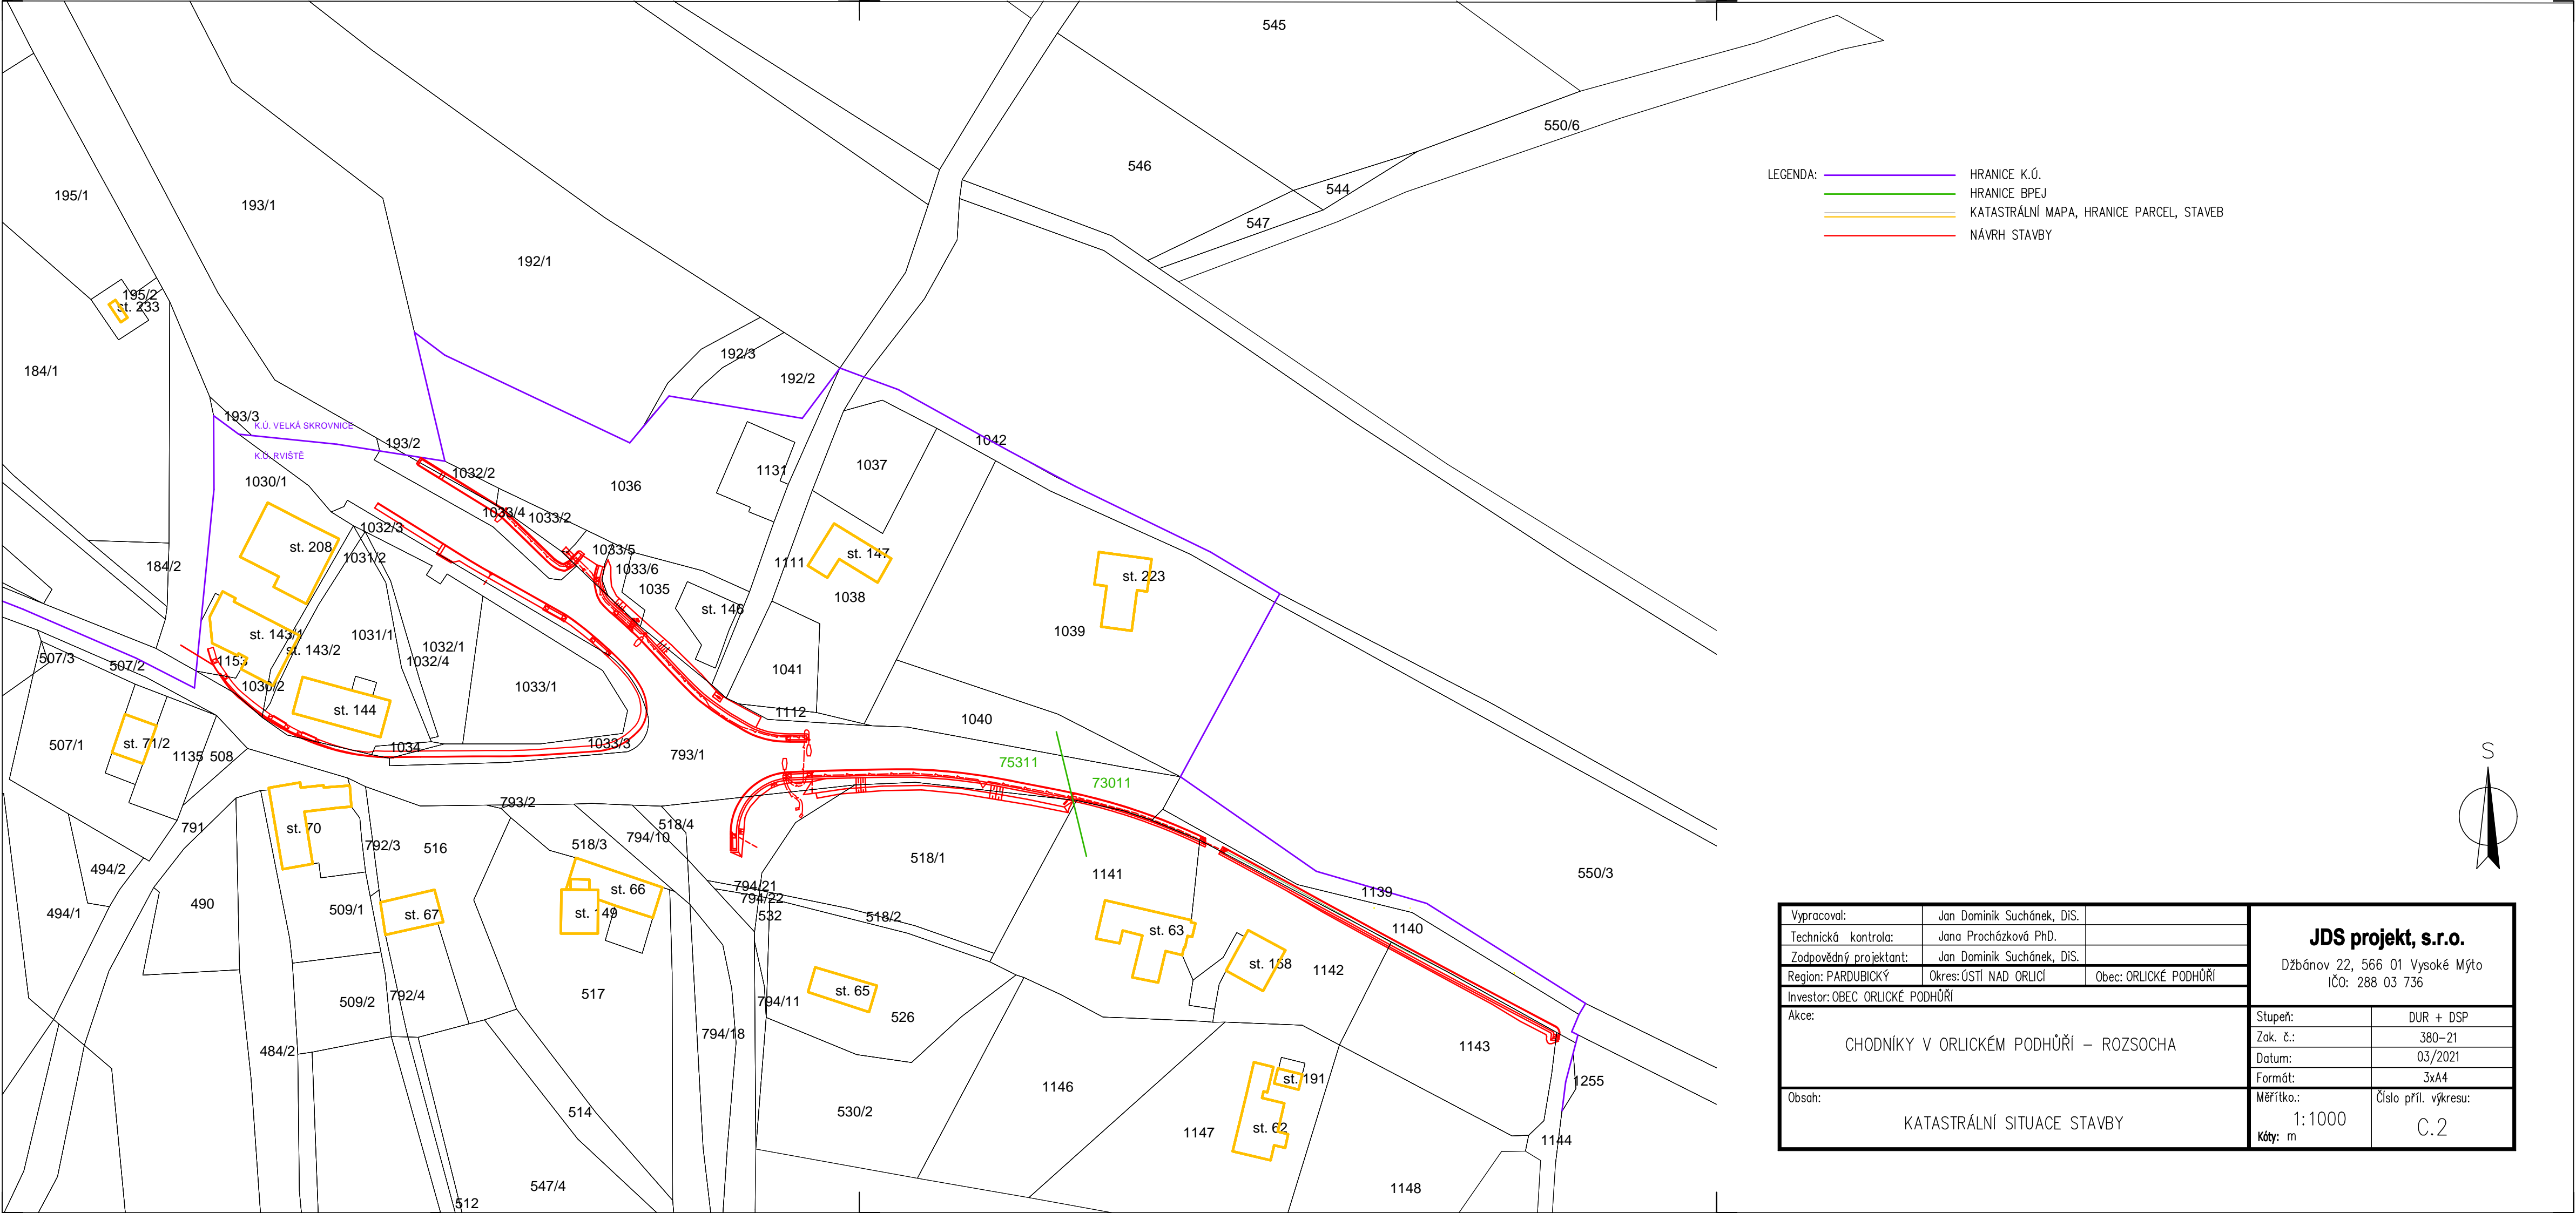 545
550/6
546
544
547
195/1
193/1
192/1
LEGENDA:
HRANICE K.Ú.
HRANICE BPEJ
KATASTRÁLNÍ MAPA, HRANICE PARCEL, STAVEB
NÁVRH STAVBY
195/2
st. 233
184/1
192/3
192/2
193/3
K.Ú. VELKÁ SKROVNICE
193/2
K.Ú. RVIŠTĚ
1042
1032/2
1036
1131
1037
1030/1
1033/4
1033/2
1032/3
st. 208
1031/2
1033/5
1033/6
1035
1111
st. 147
184/2
st. 223
1038
st. 146
1039
st. 143/1
st. 143/2
1031/1
1032/1
1032/4
507/3
507/2
1153
1030/2
1033/1
1041
st. 144
1112
1040
507/1
st. 71/2
1135
508
1034
1033/3
793/1
75311
73011
S
793/2
791
st. 70
792/3
516
518/3
794/10
518/4
518/1
494/2
1141
550/3
494/1
490
509/1
st. 67
st. 66
st. 149
794/21
794/22
532
518/2
st. 63
1139
1140
st. 158
1142
509/2
792/4
517
794/11
st. 65
526
794/18
484/2
514
530/2
1146
1143
st. 191
1255
1147
st. 62
1144
547/4
512
1148
Vypracoval: Jan Dominik Suchánek, DiS.
Technická kontrola: Jana Procházková PhD.
Zodpovědný projektant: Jan Dominik Suchánek, DiS.
Region: PARDUBICKÝ Okres: ÚSTÍ NAD ORLICÍ Obec: ORLICKÉ PODHŮŘÍ
Investor: OBEC ORLICKÉ PODHŮŘÍ
JDS projekt, s.r.o.
Džbánov 22, 566 01 Vysoké Mýto
IČO: 288 03 736
Akce:
CHODNÍKY V ORLICKÉM PODHŮŘÍ – ROZSOCHA
Stupeň: DUR + DSP
Zak. č.: 380-21
Datum: 03/2021
Formát: 3xA4
Obsah:
KATASTRÁLNÍ SITUACE STAVBY
Měřítko.:
1:1000
Kóty: m
Číslo příl. výkresu:
C.2